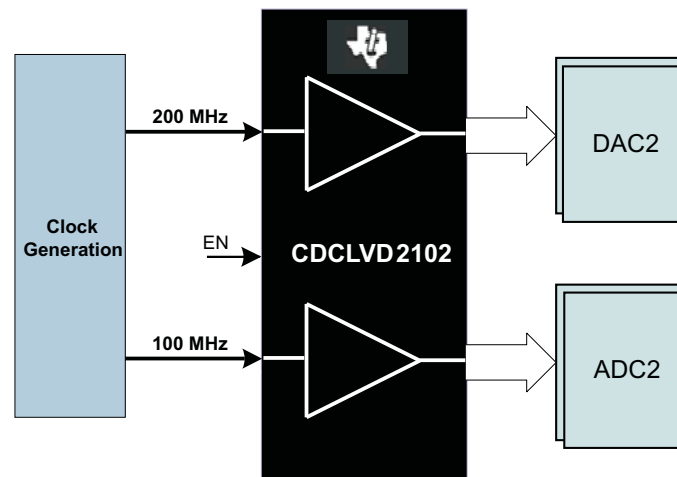 200 MHz
DAC2
Clock
Generation
EN
CDCLVD2102
100 MHz
ADC2